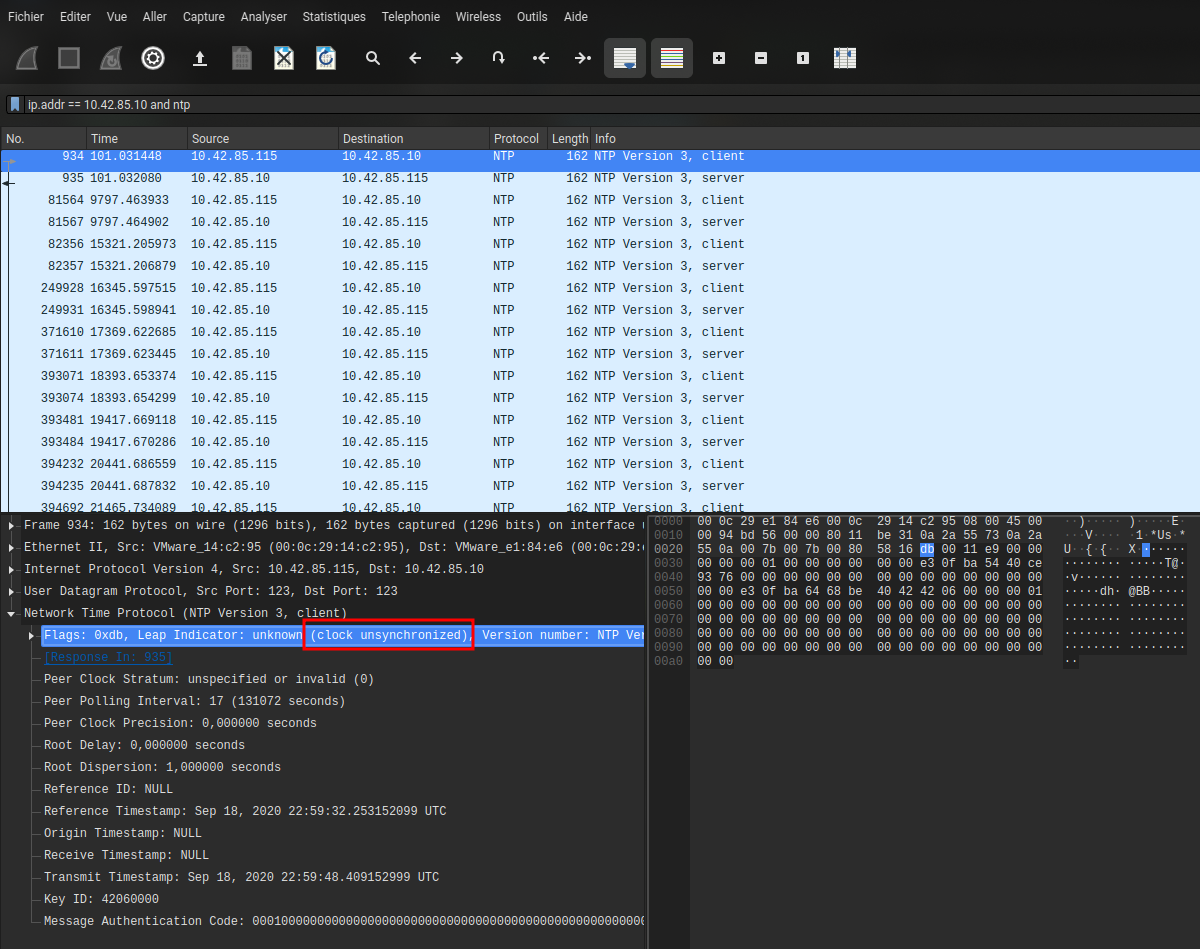 Fichier Editer Vue Aller Capture Analyser Statistiques Telephonie Wireless Outils Aide
ip.addr == 10.42.85.10 and ntp
No. Time Source Destination Protocol Length Info
934 101.031448 10.42.85.115 10.42.85.10 NTP 162 NTP Version 3, client
935 101.032080 10.42.85.10 10.42.85.115 NTP 162 NTP Version 3, server
81564 9797.463933 10.42.85.115 10.42.85.10 NTP 162 NTP Version 3, client
81567 9797.464902 10.42.85.10 10.42.85.115 NTP 162 NTP Version 3, server
82356 15321.205973 10.42.85.115 10.42.85.10 NTP 162 NTP Version 3, client
82357 15321.206879 10.42.85.10 10.42.85.115 NTP 162 NTP Version 3, server
249928 16345.597515 10.42.85.115 10.42.85.10 NTP 162 NTP Version 3, client
249931 16345.598941 10.42.85.10 10.42.85.115 NTP 162 NTP Version 3, server
371610 17369.622685 10.42.85.115 10.42.85.10 NTP 162 NTP Version 3, client
371611 17369.623445 10.42.85.10 10.42.85.115 NTP 162 NTP Version 3, server
393071 18393.653374 10.42.85.115 10.42.85.10 NTP 162 NTP Version 3, client
393074 18393.654299 10.42.85.10 10.42.85.115 NTP 162 NTP Version 3, server
393481 19417.669118 10.42.85.115 10.42.85.10 NTP 162 NTP Version 3, client
393484 19417.670286 10.42.85.10 10.42.85.115 NTP 162 NTP Version 3, server
394232 20441.686559 10.42.85.115 10.42.85.10 NTP 162 NTP Version 3, client
394235 20441.687832 10.42.85.10 10.42.85.115 NTP 162 NTP Version 3, server
394692 21465.734089 10.42.85.115 10.42.85.10 NTP 162 NTP Version 3, client
Frame 934: 162 bytes on wire (1296 bits), 162 bytes captured (1296 bits) on interface
Ethernet II, Src: VMware_14:c2:95 (00:0c:29:14:c2:95), Dst: VMware_e1:84:e6 (00:0c:29:
Internet Protocol Version 4, Src: 10.42.85.115, Dst: 10.42.85.10
User Datagram Protocol, Src Port: 123, Dst Port: 123
Network Time Protocol (NTP Version 3, client)
Flags: 0xdb, Leap Indicator: unknown (clock unsynchronized), Version number: NTP Ver
[Response In: 935]
Peer Clock Stratum: unspecified or invalid (0)
Peer Polling Interval: 17 (131072 seconds)
Peer Clock Precision: 0,000000 seconds
Root Delay: 0,000000 seconds
Root Dispersion: 1,000000 seconds
Reference ID: NULL
Reference Timestamp: Sep 18, 2020 22:59:32.253152099 UTC
Origin Timestamp: NULL
Receive Timestamp: NULL
Transmit Timestamp: Sep 18, 2020 22:59:48.409152999 UTC
Key ID: 42060000
Message Authentication Code:
0000 00 0c 29 e1 84 e6 00 0c 29 14 c2 95 08 00 45 00 ··)····· )·····E·
0010 00 94 bd 56 00 00 80 11 be 31 0a 2a 55 73 0a 2a ···V···· ·1·*Us·*
0020 55 0a 00 7b 00 7b 00 80 58 16 db 00 11 e9 00 00 U··{·{·· X·······
0030 00 00 00 01 00 00 00 00 00 00 e3 0f ba 54 40 ce ········ ·····T@·
0040 93 76 00 00 00 00 00 00 00 00 00 00 00 00 00 00 ·v······ ········
0050 00 00 e3 0f ba 64 68 be 40 42 42 06 00 00 00 01 ·····dh· @BB·····
0060 00 00 00 00 00 00 00 00 00 00 00 00 00 00 00 00 ········ ········
0070 00 00 00 00 00 00 00 00 00 00 00 00 00 00 00 00 ········ ········
0080 00 00 00 00 00 00 00 00 00 00 00 00 00 00 00 00 ········ ········
0090 00 00 00 00 00 00 00 00 00 00 00 00 00 00 00 00 ········ ········
00a0 00 00 ··